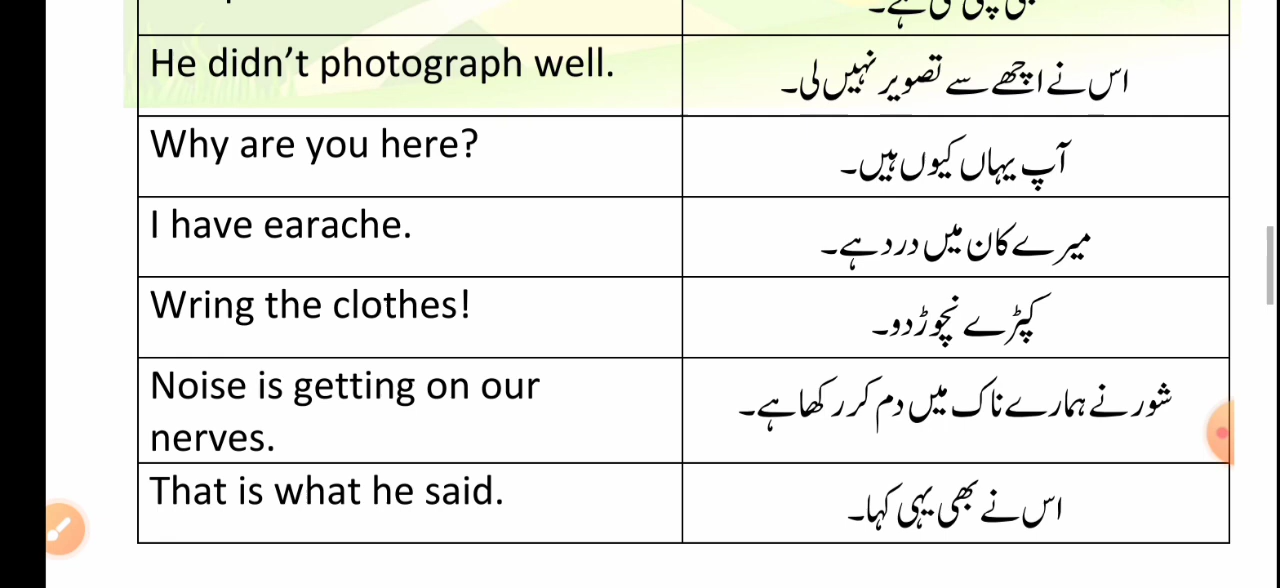 He didn't photograph well.
اس نے اچھے سے تصویر نہیں لی۔
Why are you here?
آپ یہاں کیوں ہیں۔
I have earache.
میرے کان میں درد ہے۔
Wring the clothes!
کپڑے نچوڑ دو۔
Noise is getting on our
nerves.
شور نے ہمارے ناک میں دم کر رکھا ہے۔
That is what he said.
اس نے بھی یہی کہا۔